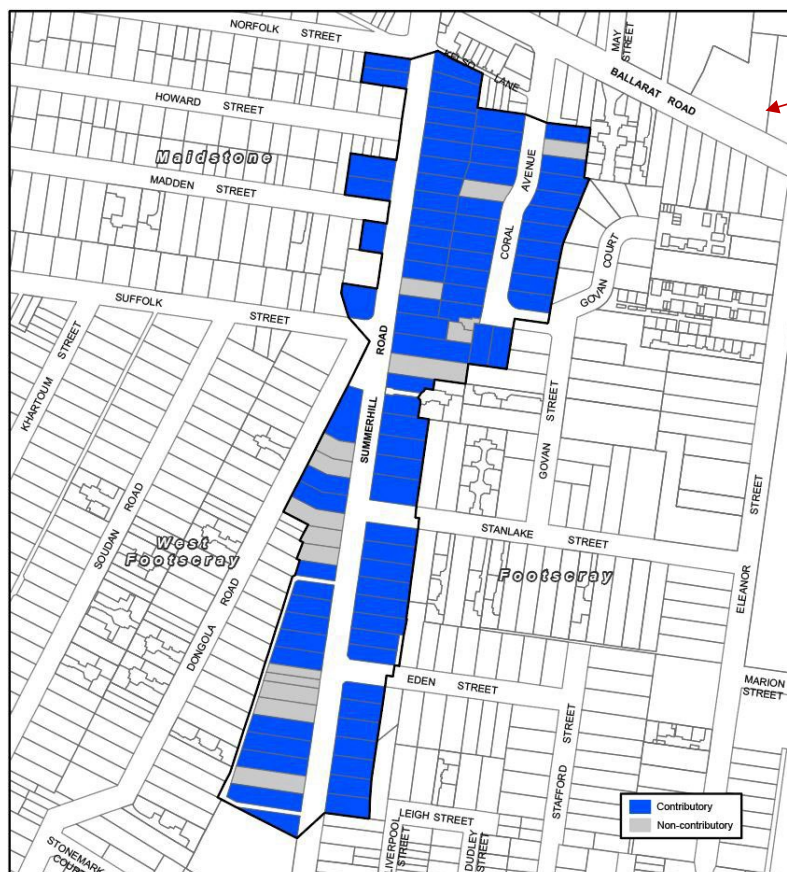 NORFOLK STREET
KELSO LANE
MAY
STREET
BALLARAT ROAD
HOWARD STREET
Maidstone
MADDEN STREET
AVENUE
CORAL
GOVAN COURT
SUFFOLK STREET
KHARTOUM STREET
SUMMERHILL ROAD
GOVAN STREET
SOUDAN ROAD
West
Footscray
STANLAKE STREET
Footscray
ELEANOR STREET
DONGOLA ROAD
EDEN STREET
MARION
STREET
STAFFORD STREET
Contributory
Non-contributory
LEIGH STREET
LIVERPOOL
STREET
DUDLEY
STREET
STONEMARK
COURT